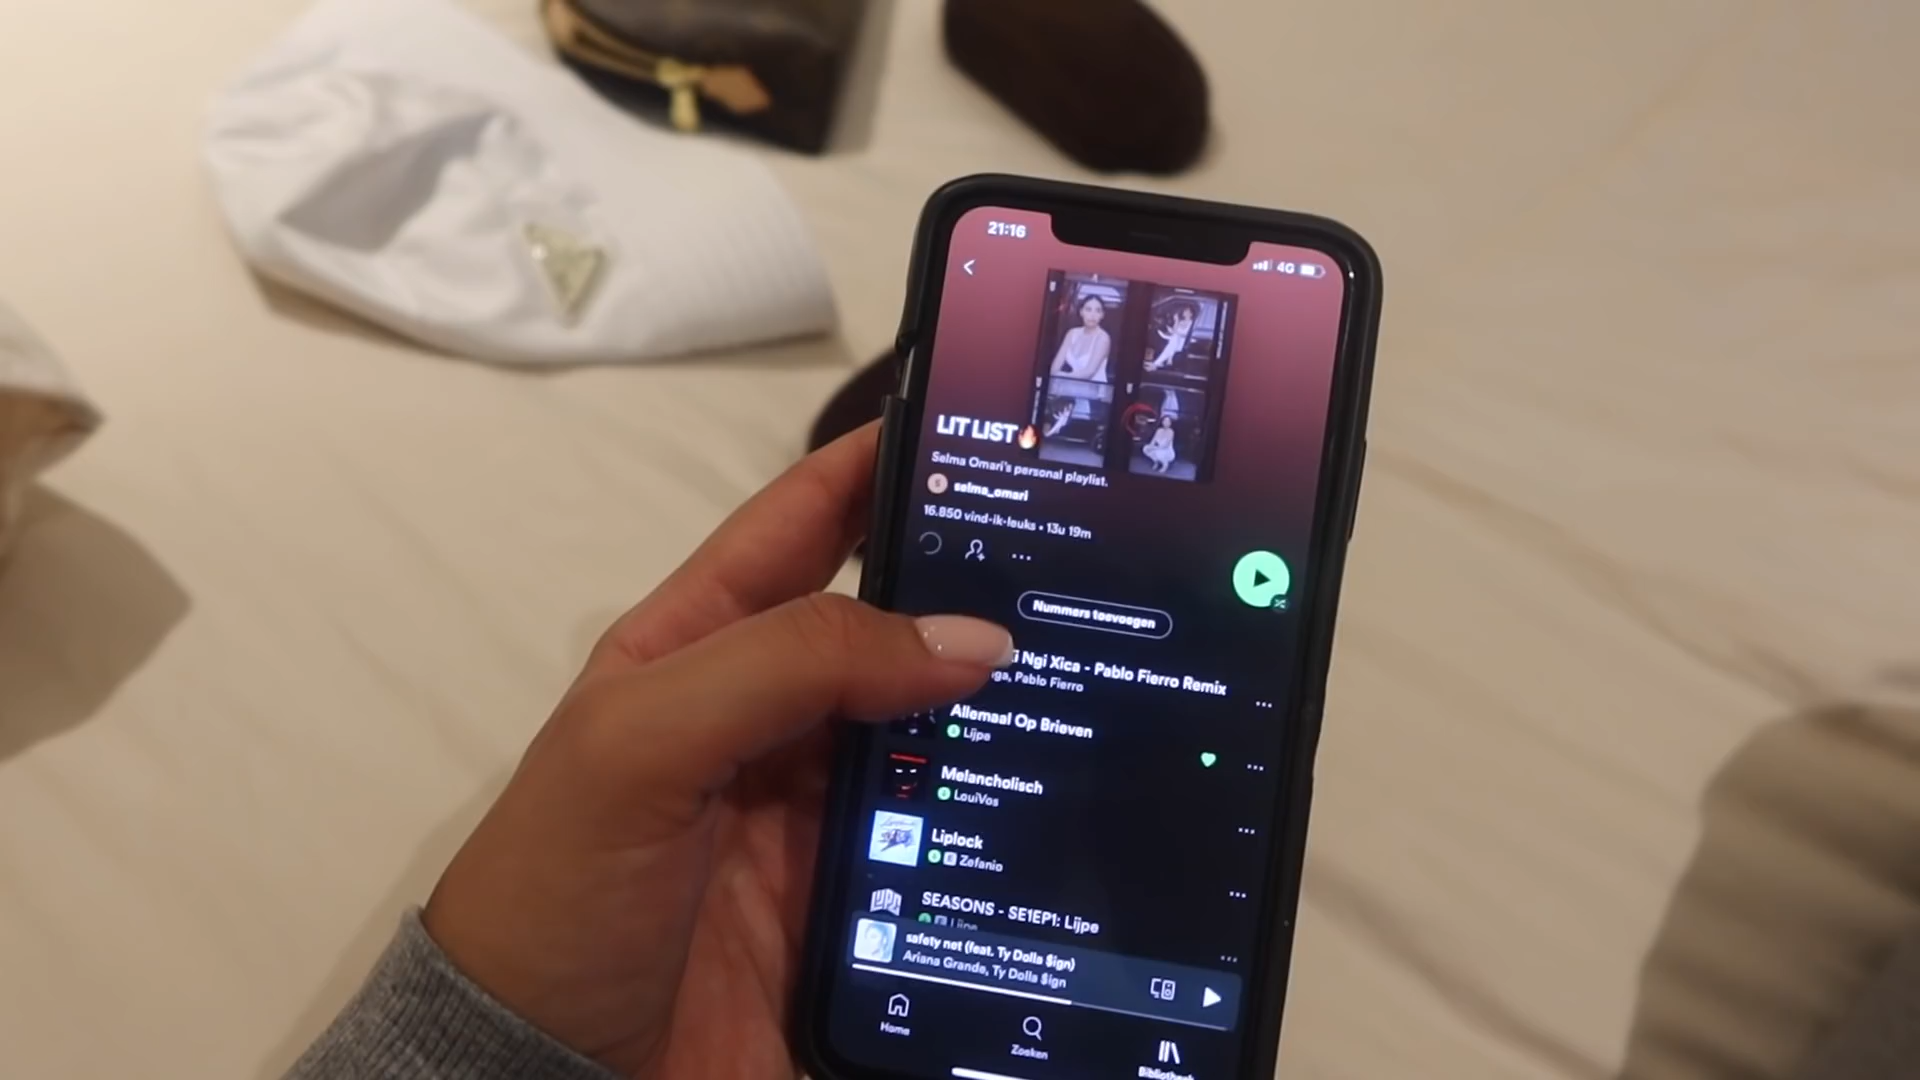 21:16
4G
LIT LIST🔥
Selma Omari's personal playlist.
S selma_omari
16.850 vind-ik-leuks • 13u 19m
Nummers toevoegen
Ngi Xica - Pablo Fierro Remix
Pablo Fierro
Allemaal Op Brieven
Lijpe
Melancholisch
LouiVos
Liplock
E Zefanio
SEASONS - SE1EP1: Lijpe
E Lijpe
safety net (feat. Ty Dolla $ign)
Ariana Grande, Ty Dolla $ign
Home
Zoeken
Bibliotheek